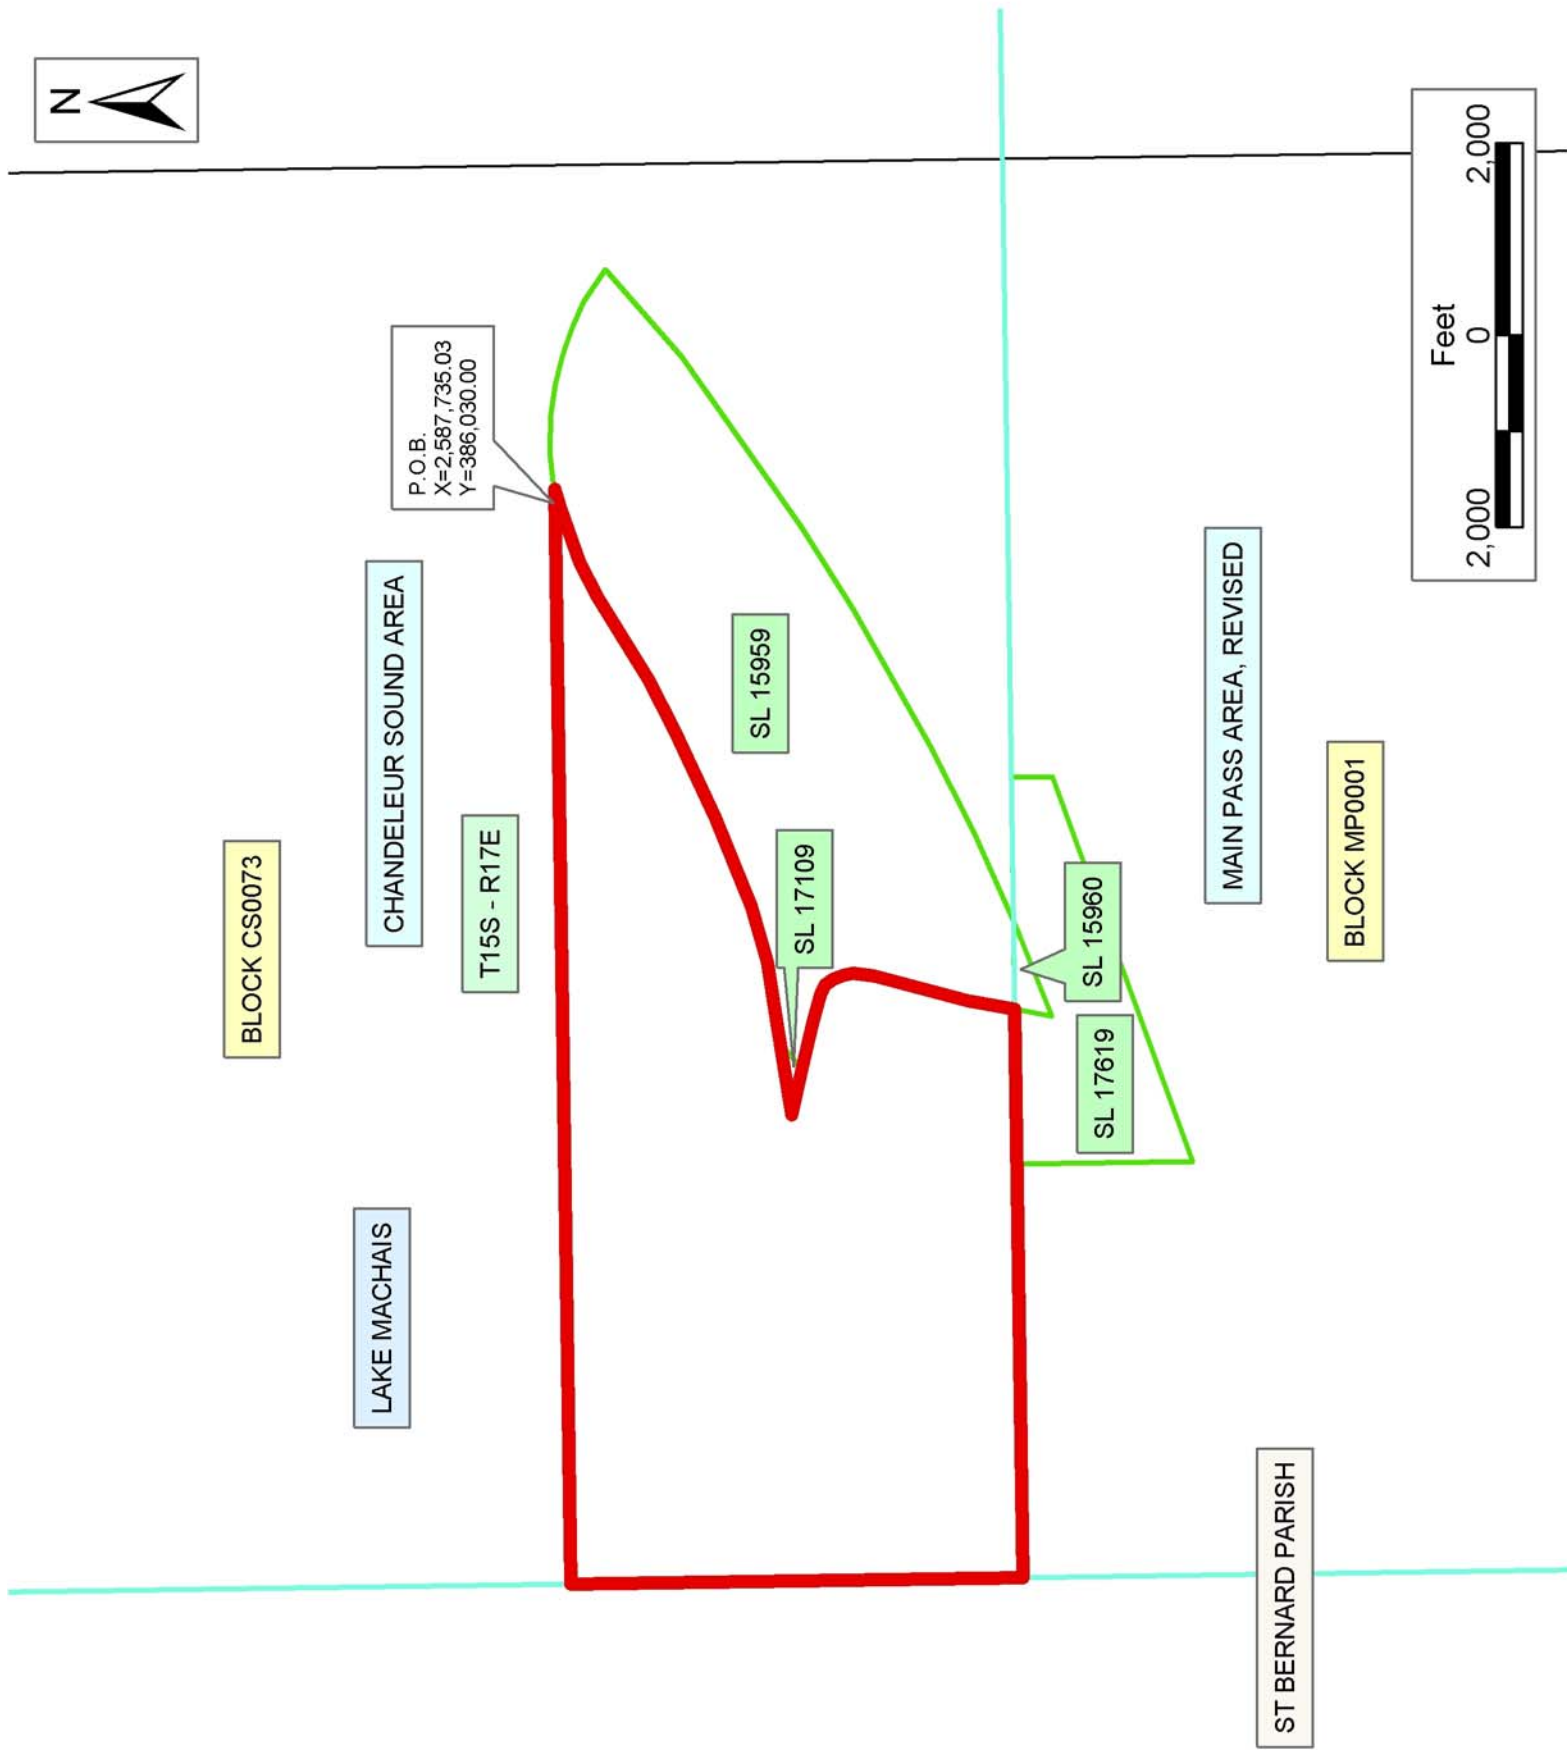 N
BLOCK CS0073
LAKE MACHAIS
CHANDELEUR SOUND AREA
P.O.B.
X=2,587,735.03
Y=386,030.00
T15S - R17E
SL 15959
SL 17109
SL 15960
SL 17619
MAIN PASS AREA, REVISED
ST BERNARD PARISH
BLOCK MP0001
Feet
2,000
0
2,000